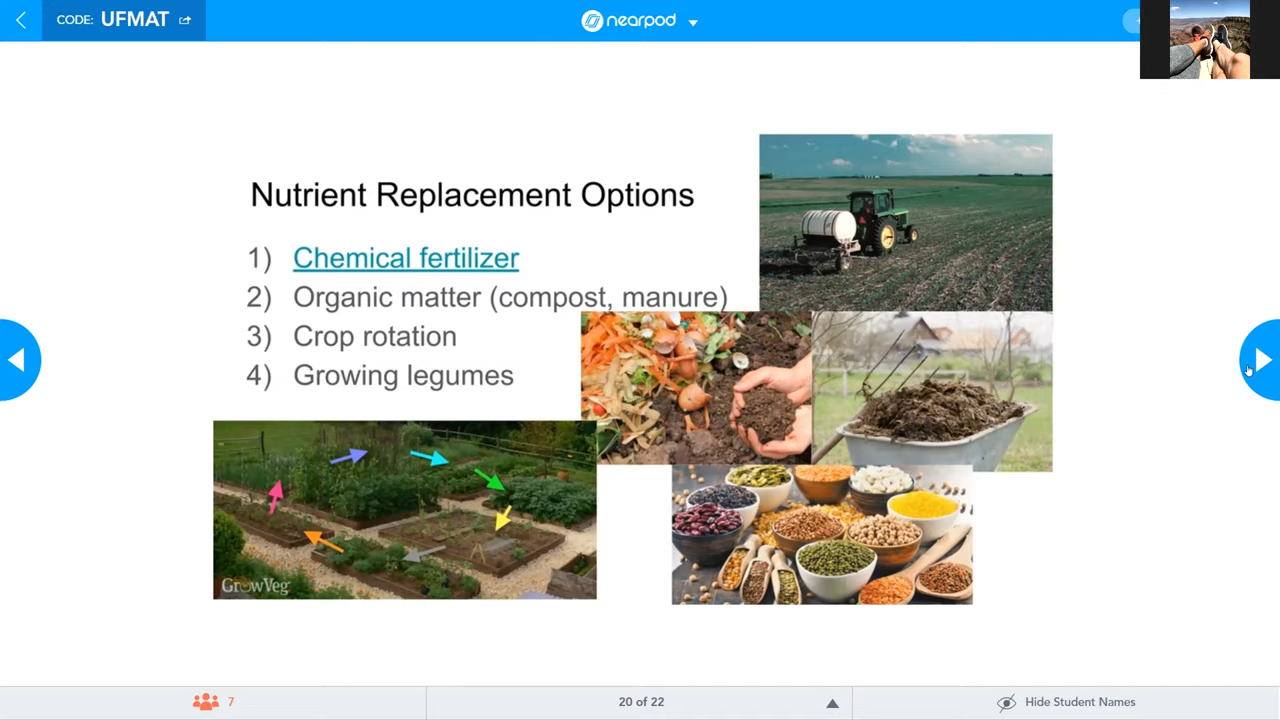 CODE: UFMAT
nearpod
Nutrient Replacement Options
1) Chemical fertilizer
2) Organic matter (compost, manure)
3) Crop rotation
4) Growing legumes
GrowVeg
7
20 of 22
Hide Student Names